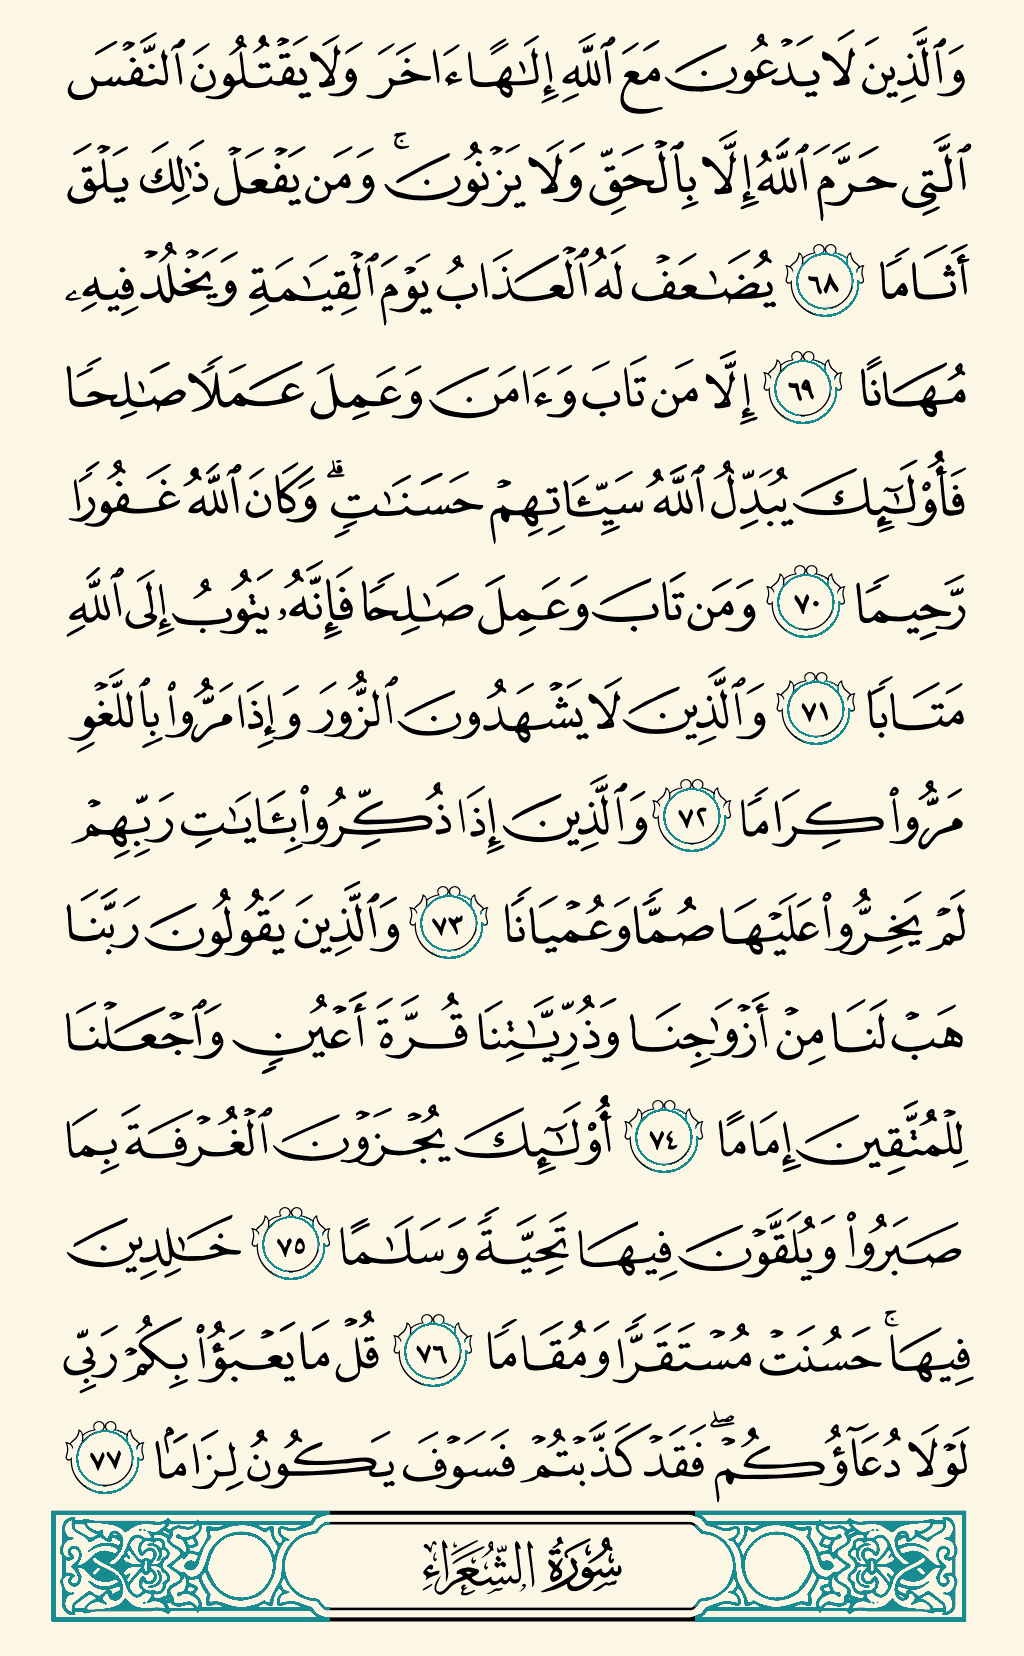 وَٱلَّذِينَ لَا يَدۡعُونَ مَعَ ٱللَّهِ إِلَٰهًا ءَاخَرَ وَلَا يَقۡتُلُونَ ٱلنَّفۡسَ
ٱلَّتِي حَرَّمَ ٱللَّهُ إِلَّا بِٱلۡحَقِّ وَلَا يَزۡنُونَۚ وَمَن يَفۡعَلۡ ذَٰلِكَ يَلۡقَ
أَثَامٗا ٦٨ يُضَٰعَفۡ لَهُ ٱلۡعَذَابُ يَوۡمَ ٱلۡقِيَٰمَةِ وَيَخۡلُدۡ فِيهِۦ
مُهَانًا ٦٩ إِلَّا مَن تَابَ وَءَامَنَ وَعَمِلَ عَمَلٗا صَٰلِحٗا
فَأُوْلَٰٓئِكَ يُبَدِّلُ ٱللَّهُ سَيِّـَٔاتِهِمۡ حَسَنَٰتٖۗ وَكَانَ ٱللَّهُ غَفُورٗا
رَّحِيمٗا ٧٠ وَمَن تَابَ وَعَمِلَ صَٰلِحٗا فَإِنَّهُۥ يَتُوبُ إِلَى ٱللَّهِ
مَتَابٗا ٧١ وَٱلَّذِينَ لَا يَشۡهَدُونَ ٱلزُّورَ وَإِذَا مَرُّواْ بِٱللَّغۡوِ
مَرُّواْ كِرَامٗا ٧٢ وَٱلَّذِينَ إِذَا ذُكِّرُواْ بِـَٔايَٰتِ رَبِّهِمۡ
لَمۡ يَخِرُّواْ عَلَيۡهَا صُمّٗا وَعُمۡيَانٗا ٧٣ وَٱلَّذِينَ يَقُولُونَ رَبَّنَا
هَبۡ لَنَا مِنۡ أَزۡوَٰجِنَا وَذُرِّيَّٰتِنَا قُرَّةَ أَعۡيُنٖ وَٱجۡعَلۡنَا
لِلۡمُتَّقِينَ إِمَامًا ٧٤ أُوْلَٰٓئِكَ يُجۡزَوۡنَ ٱلۡغُرۡفَةَ بِمَا
صَبَرُواْ وَيُلَقَّوۡنَ فِيهَا تَحِيَّةٗ وَسَلَٰمًا ٧٥ خَٰلِدِينَ
فِيهَاۚ حَسُنَتۡ مُسۡتَقَرّٗا وَمُقَامٗا ٧٦ قُلۡ مَا يَعۡبَؤُاْ بِكُمۡ رَبِّي
لَوۡلَا دُعَآؤُكُمۡۖ فَقَدۡ كَذَّبۡتُمۡ فَسَوۡفَ يَكُونُ لِزَامَۢا ٧٧
سُورَةُ الشُّعَرَاءِ